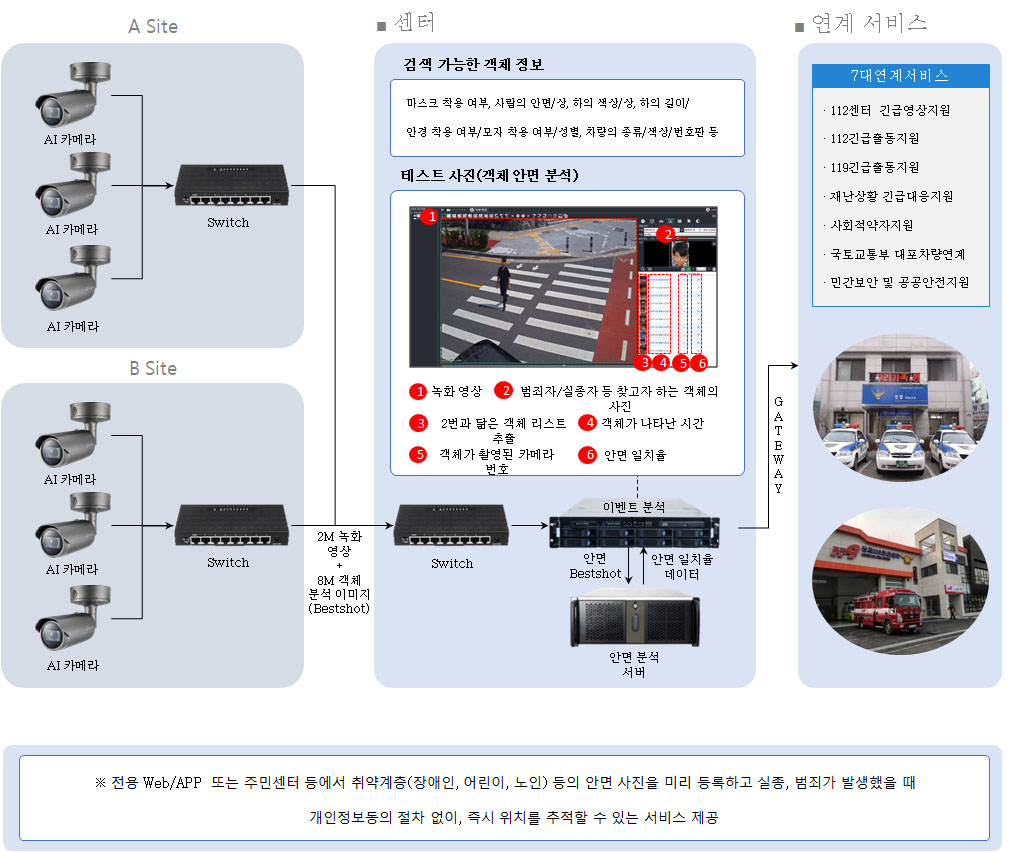 A Site
AI 카메라
AI 카메라
AI 카메라
Switch
B Site
AI 카메라
AI 카메라
AI 카메라
Switch
2M 녹화
영상
+
8M 객체
분석 이미지
(Bestshot)
■ 센터
검색 가능한 객체 정보
마스크 착용 여부, 사람의 안면/상, 하의 색상/상, 하의 길이/
안경 착용 여부/모자 착용 여부/성별, 차량의 종류/색상/번호판 등
테스트 사진(객체 안면 분석)
1
2
3 4 5 6
1 녹화 영상 2 범죄자/실종자 등 찾고자 하는 객체의
사진
3 2번과 닮은 객체 리스트 4 객체가 나타난 시간
추출
5 객체가 촬영된 카메라 6 안면 일치율
번호
Switch
이벤트 분석
서버
안면
Bestshot
안면 일치율
데이터
안면 분석
서버
GATEWAY
■ 연계 서비스
7대연계서비스
· 112센터 긴급영상지원
· 112긴급출동지원
· 119긴급출동지원
· 재난상황 긴급대응지원
· 사회적약자지원
· 국토교통부 대포차량연계
· 민간보안 및 공공안전지원
※ 전용 Web/APP 또는 주민센터 등에서 취약계층(장애인, 어린이, 노인) 등의 안면 사진을 미리 등록하고 실종, 범죄가 발생했을 때
개인정보동의 절차 없이, 즉시 위치를 추적할 수 있는 서비스 제공